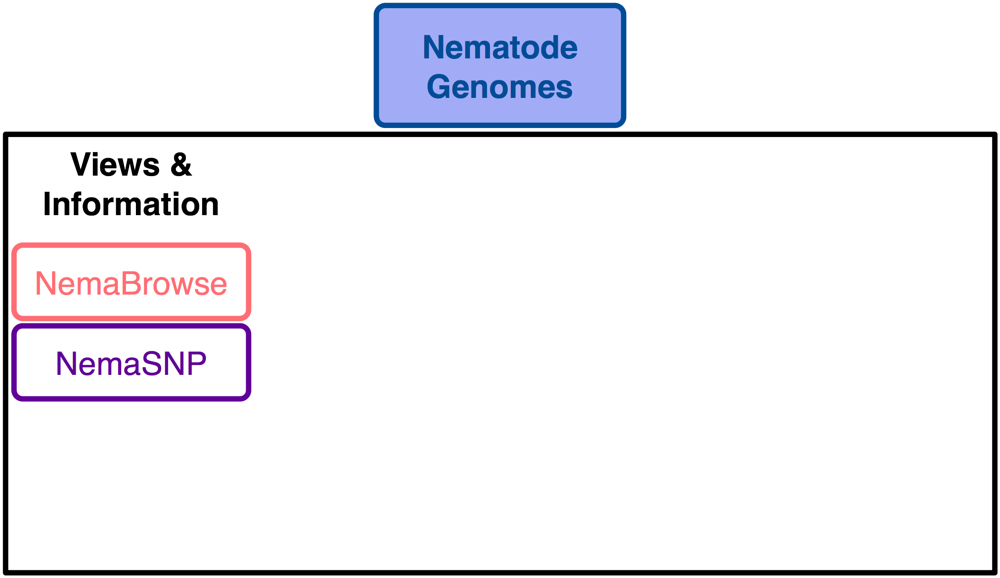 Nematode
Genomes
Views &
Information
NemaBrowse
NemaSNP